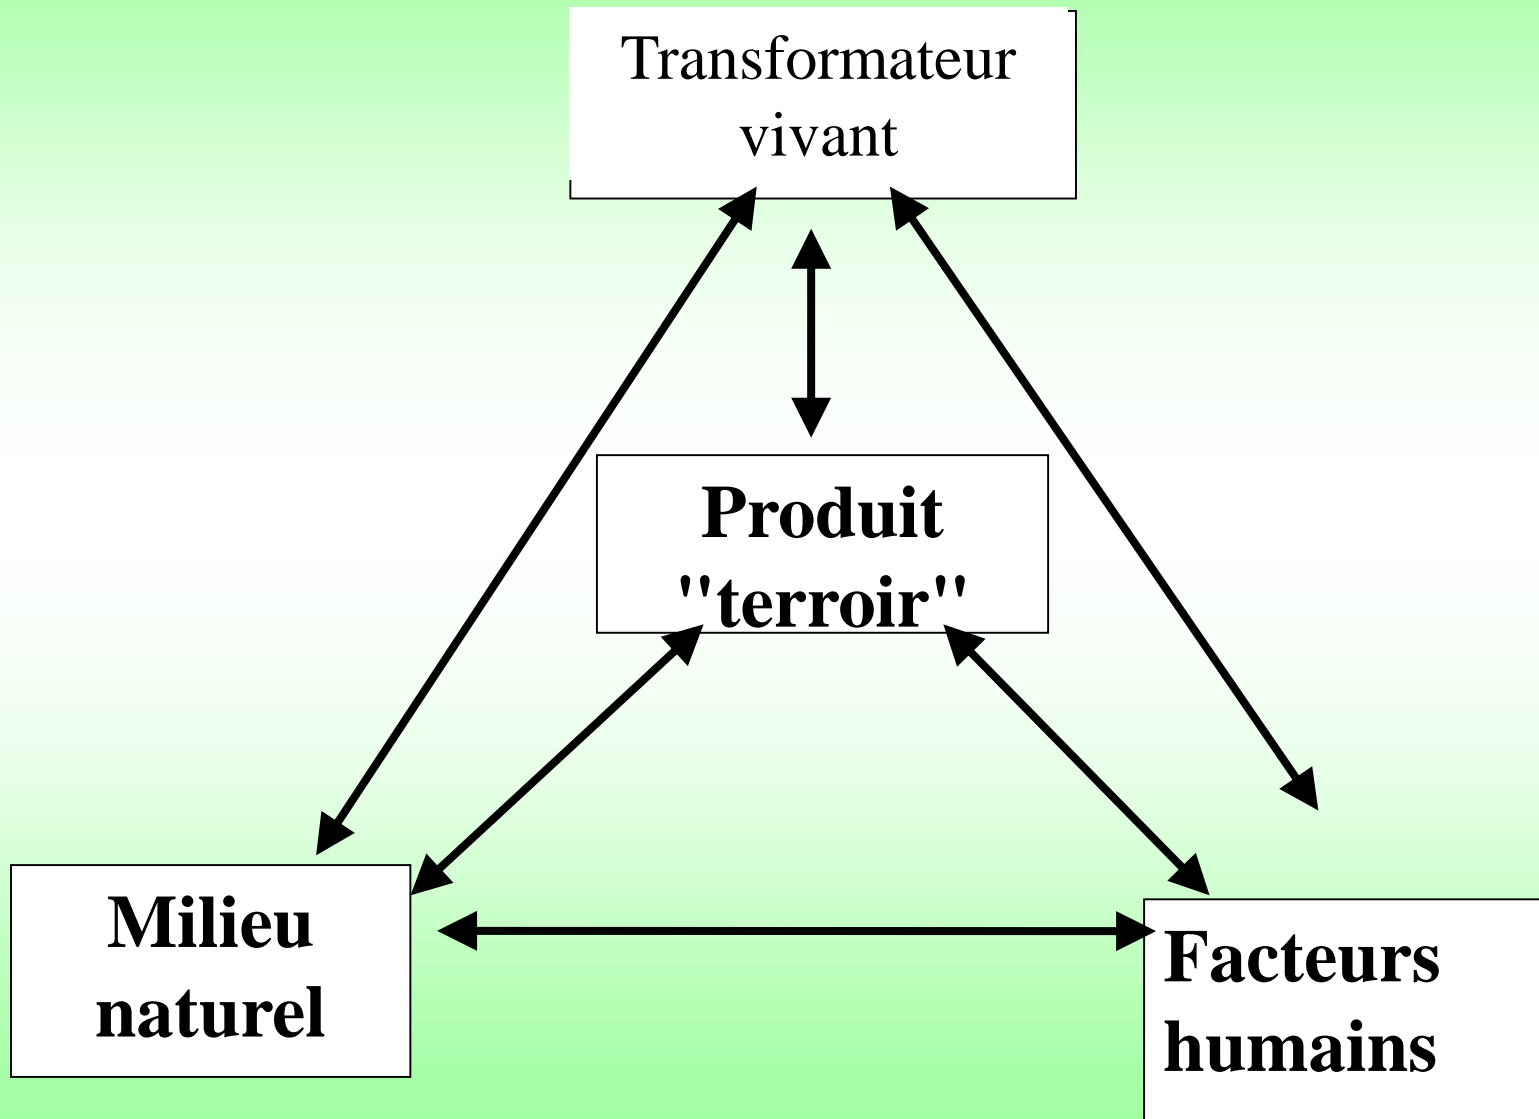 Transformateur
vivant
Produit
"terroir"
Milieu
naturel
Facteurs
humains